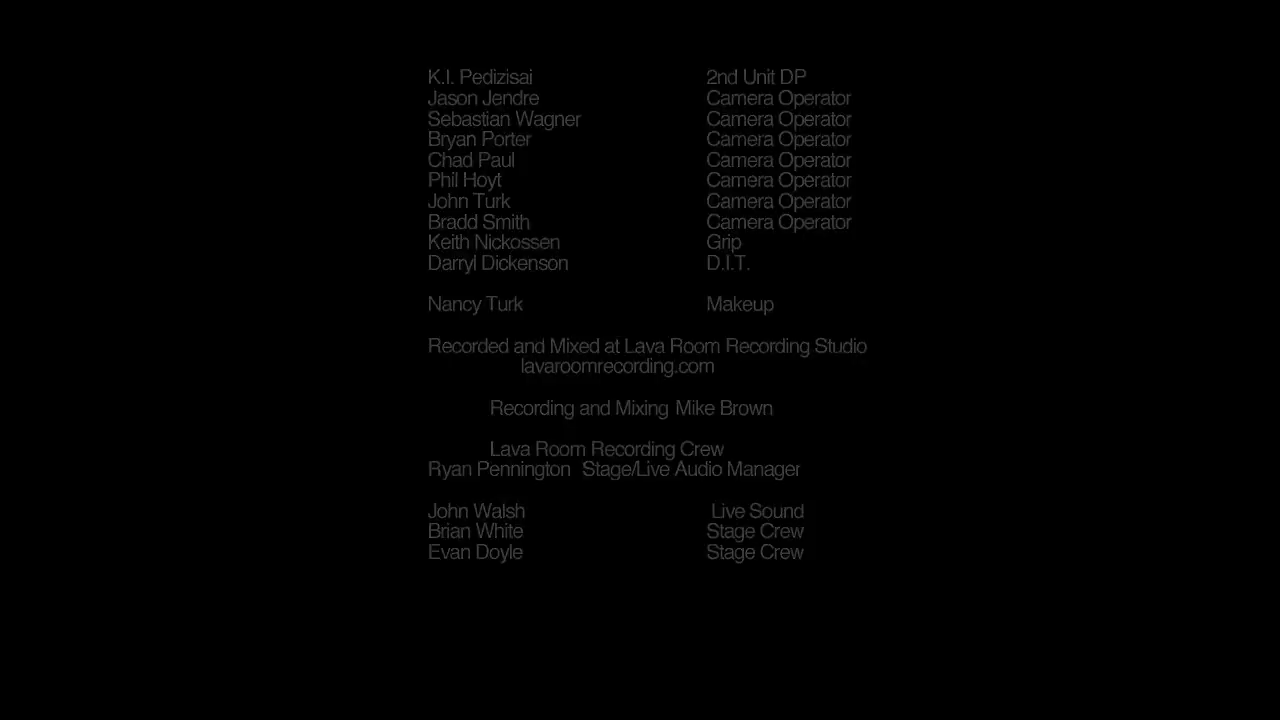 K.I. Pedizisai 2nd Unit DP
Jason Jendre Camera Operator
Sebastian Wagner Camera Operator
Bryan Porter Camera Operator
Chad Paul Camera Operator
Phil Hoyt Camera Operator
John Turk Camera Operator
Bradd Smith Camera Operator
Keith Nickossen Grip
Darryl Dickenson D.I.T.
Nancy Turk Makeup
Recorded and Mixed at Lava Room Recording Studio
lavaroomrecording.com
Recording and Mixing Mike Brown
Lava Room Recording Crew
Ryan Pennington Stage/Live Audio Manager
John Walsh Live Sound
Brian White Stage Crew
Evan Doyle Stage Crew